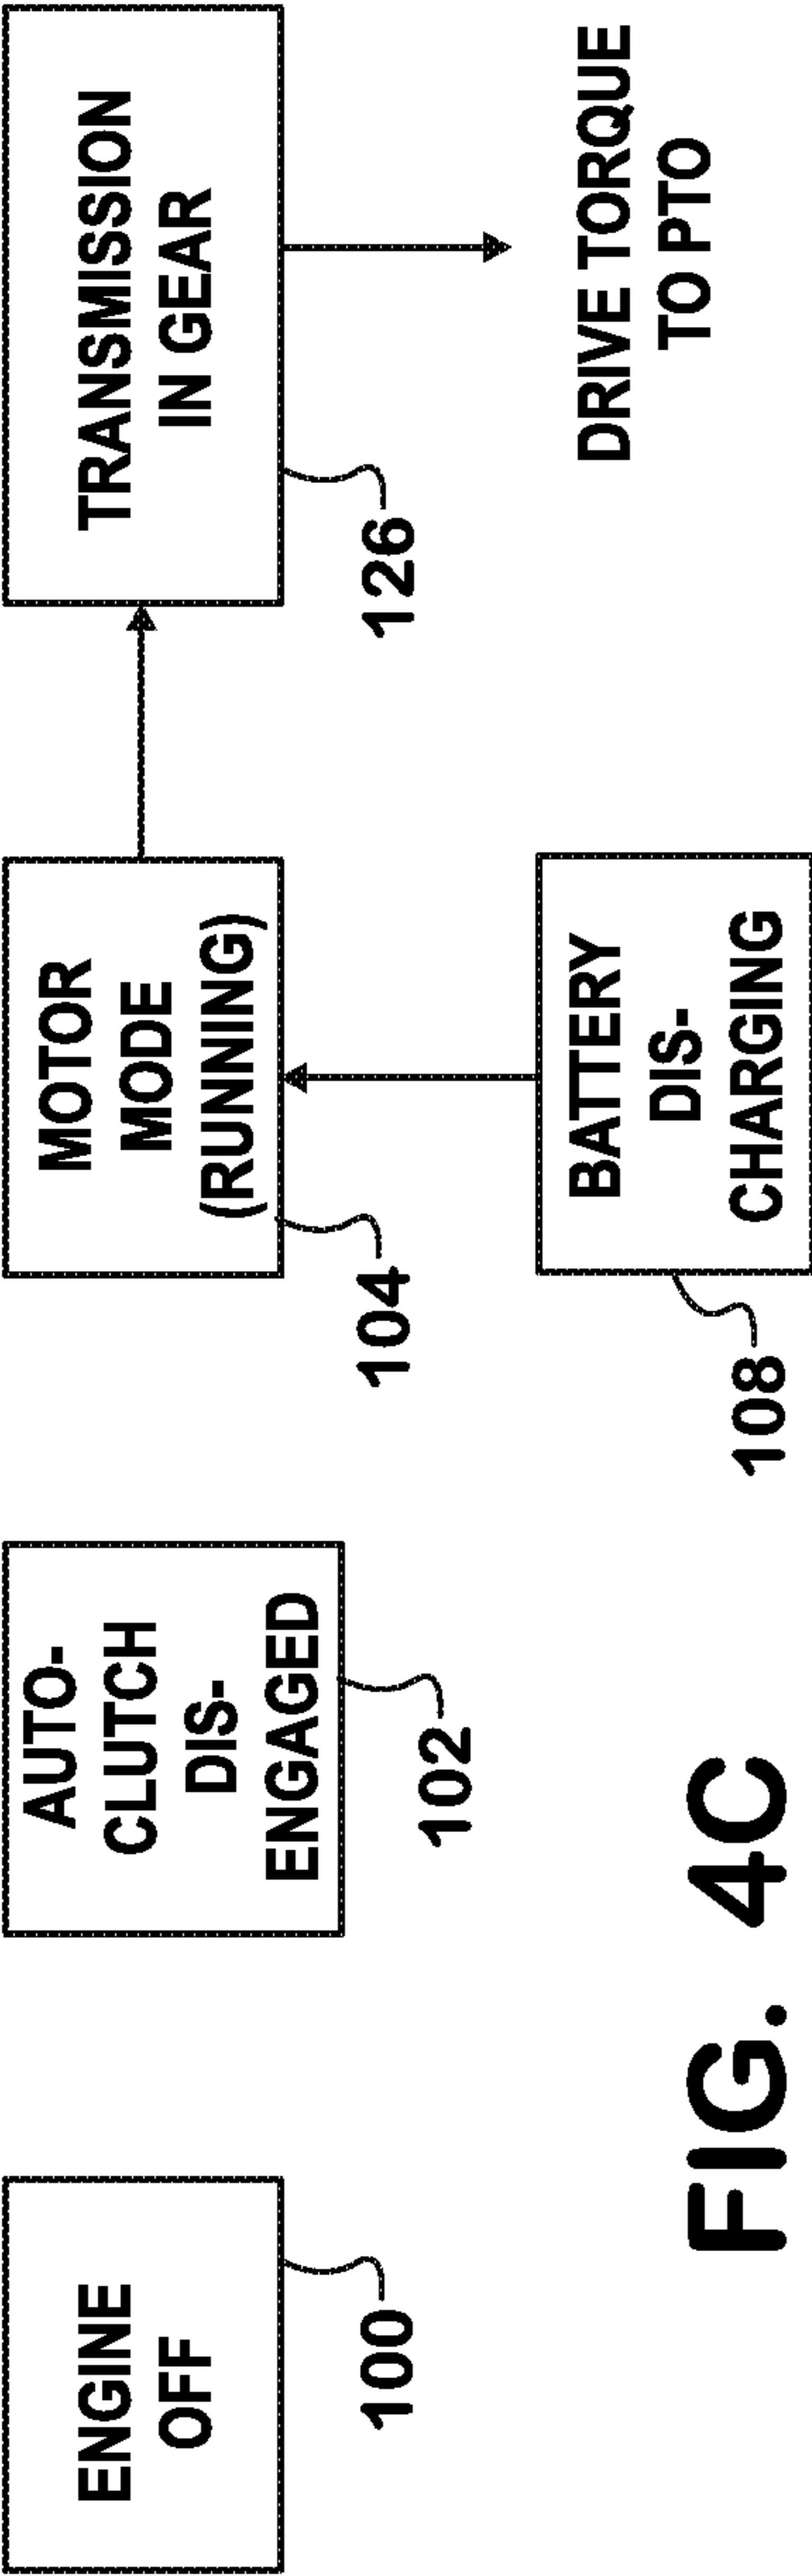 ENGINE
OFF
100
AUTO-
CLUTCH
DIS-
ENGAGED
102
MOTOR
MODE
(RUNNING)
104
BATTERY
DIS-
CHARGING
108
TRANSMISSION
IN GEAR
126
DRIVE TORQUE
TO PTO
FIG. 4C